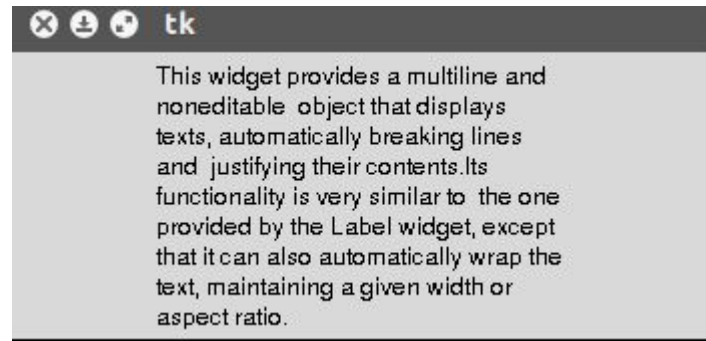 tk
This widget provides a multiline and
noneditable  object that displays
texts, automatically breaking lines
and  justifying their contents.Its
functionality is very similar to  the one
provided by the Label widget, except
that it can also automatically wrap the
text, maintaining a given width or
aspect ratio.